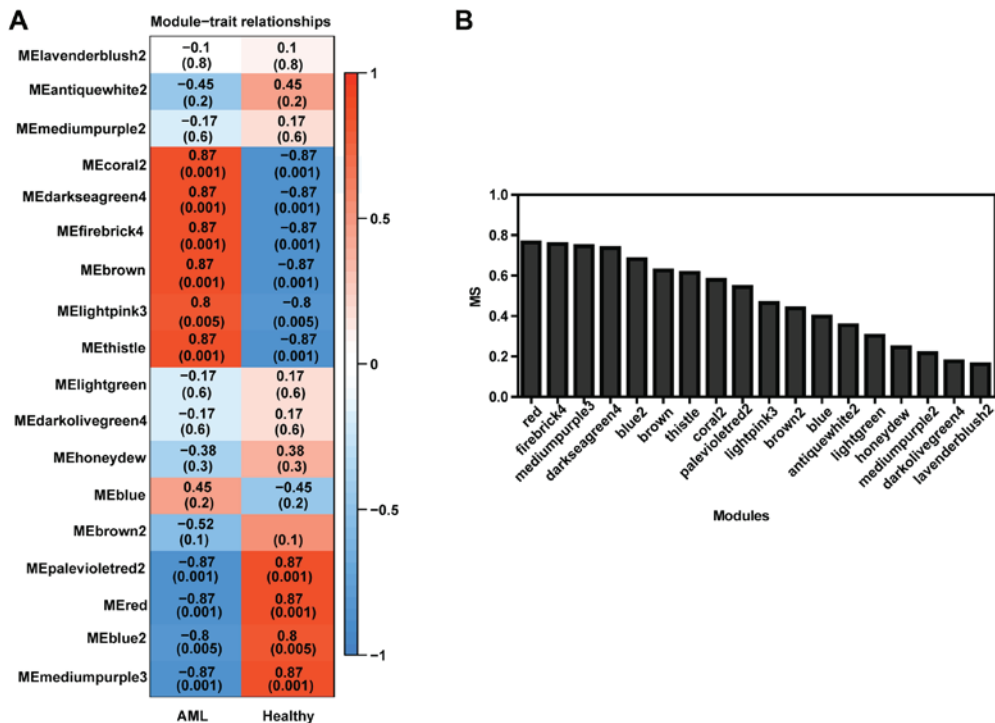 A
Module−trait relationships
MElavenderblush2
−0.1
(0.8)
0.1
(0.8)
MEantiquewhite2
−0.45
(0.2)
0.45
(0.2)
MEmediumpurple2
−0.17
(0.6)
0.17
(0.6)
MEcoral2
0.87
(0.001)
−0.87
(0.001)
MEdarkseagreen4
0.87
(0.001)
−0.87
(0.001)
MEfirebrick4
0.87
(0.001)
−0.87
(0.001)
MEbrown
0.87
(0.001)
−0.87
(0.001)
MElightpink3
0.8
(0.005)
−0.8
(0.005)
MEthistle
0.87
(0.001)
−0.87
(0.001)
MElightgreen
−0.17
(0.6)
0.17
(0.6)
MEdarkolivegreen4
−0.17
(0.6)
0.17
(0.6)
MEhoneydew
−0.38
(0.3)
0.38
(0.3)
MEblue
0.45
(0.2)
−0.45
(0.2)
MEbrown2
−0.52
(0.1)
(0.1)
MEpalevioletred2
−0.87
(0.001)
0.87
(0.001)
MEred
−0.87
(0.001)
0.87
(0.001)
MEblue2
−0.8
(0.005)
0.8
(0.005)
MEmediumpurple3
−0.87
(0.001)
0.87
(0.001)
AML
Healthy
1
0.5
0
−0.5
−1
B
MS
1.0
0.8
0.6
0.4
0.2
0.0
red
firebrick4
mediumpurple3
darkseagreen4
blue2
brown
thistle
coral2
palevioletred2
lightpink3
brown2
blue
antiquewhite2
lightgreen
honeydew
mediumpurple2
darkolivegreen4
lavenderblush2
Modules